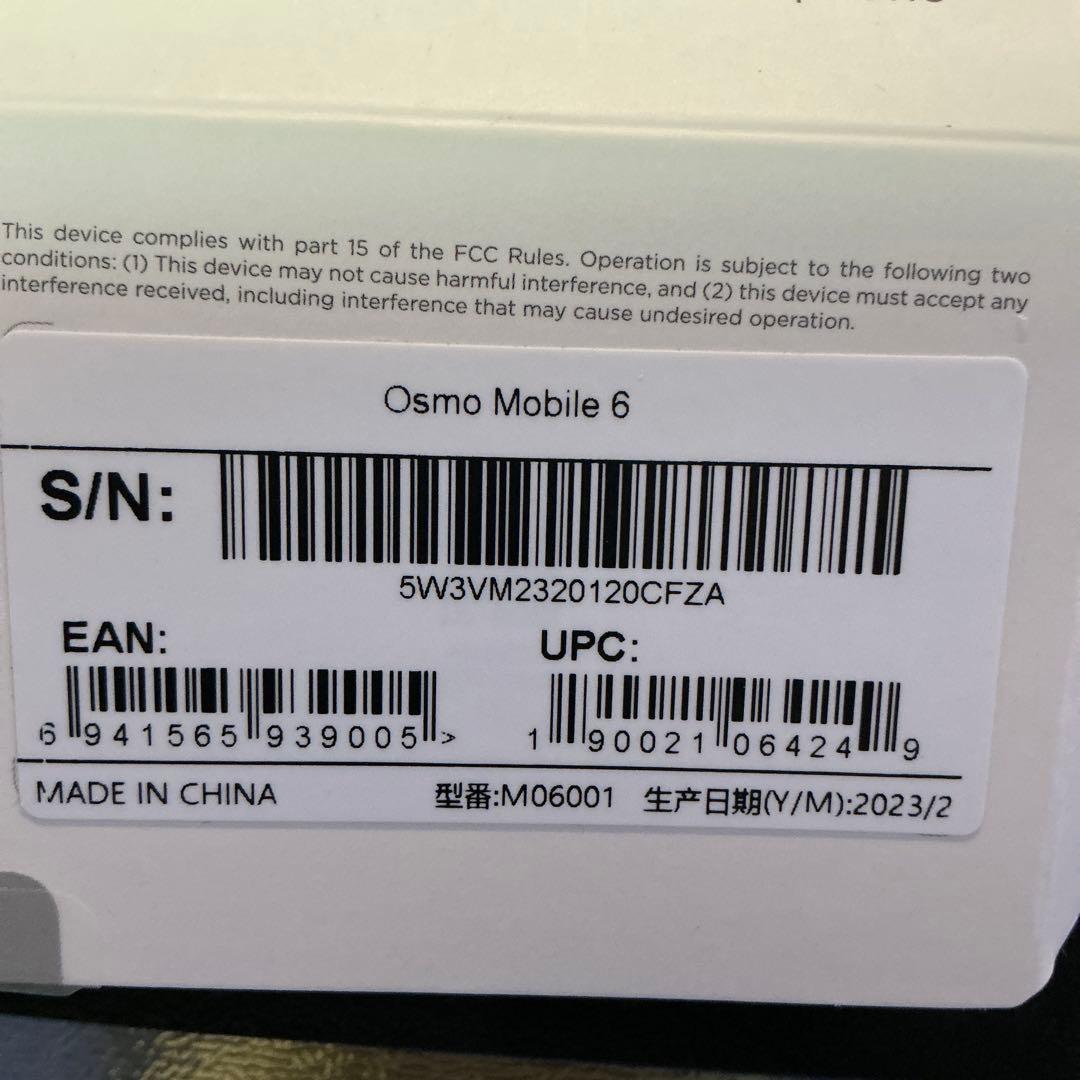 This device complies with part 15 of the FCC Rules. Operation is subject to the following two
conditions: (1) This device may not cause harmful interference, and (2) this device must accept any
interference received, including interference that may cause undesired operation.
Osmo Mobile 6
S/N:
5W3VM2320120CFZA
EAN: UPC:
6 941565 939005 > 1 90021 06424 9
MADE IN CHINA 型番:M06001 生产日期(Y/M):2023/2